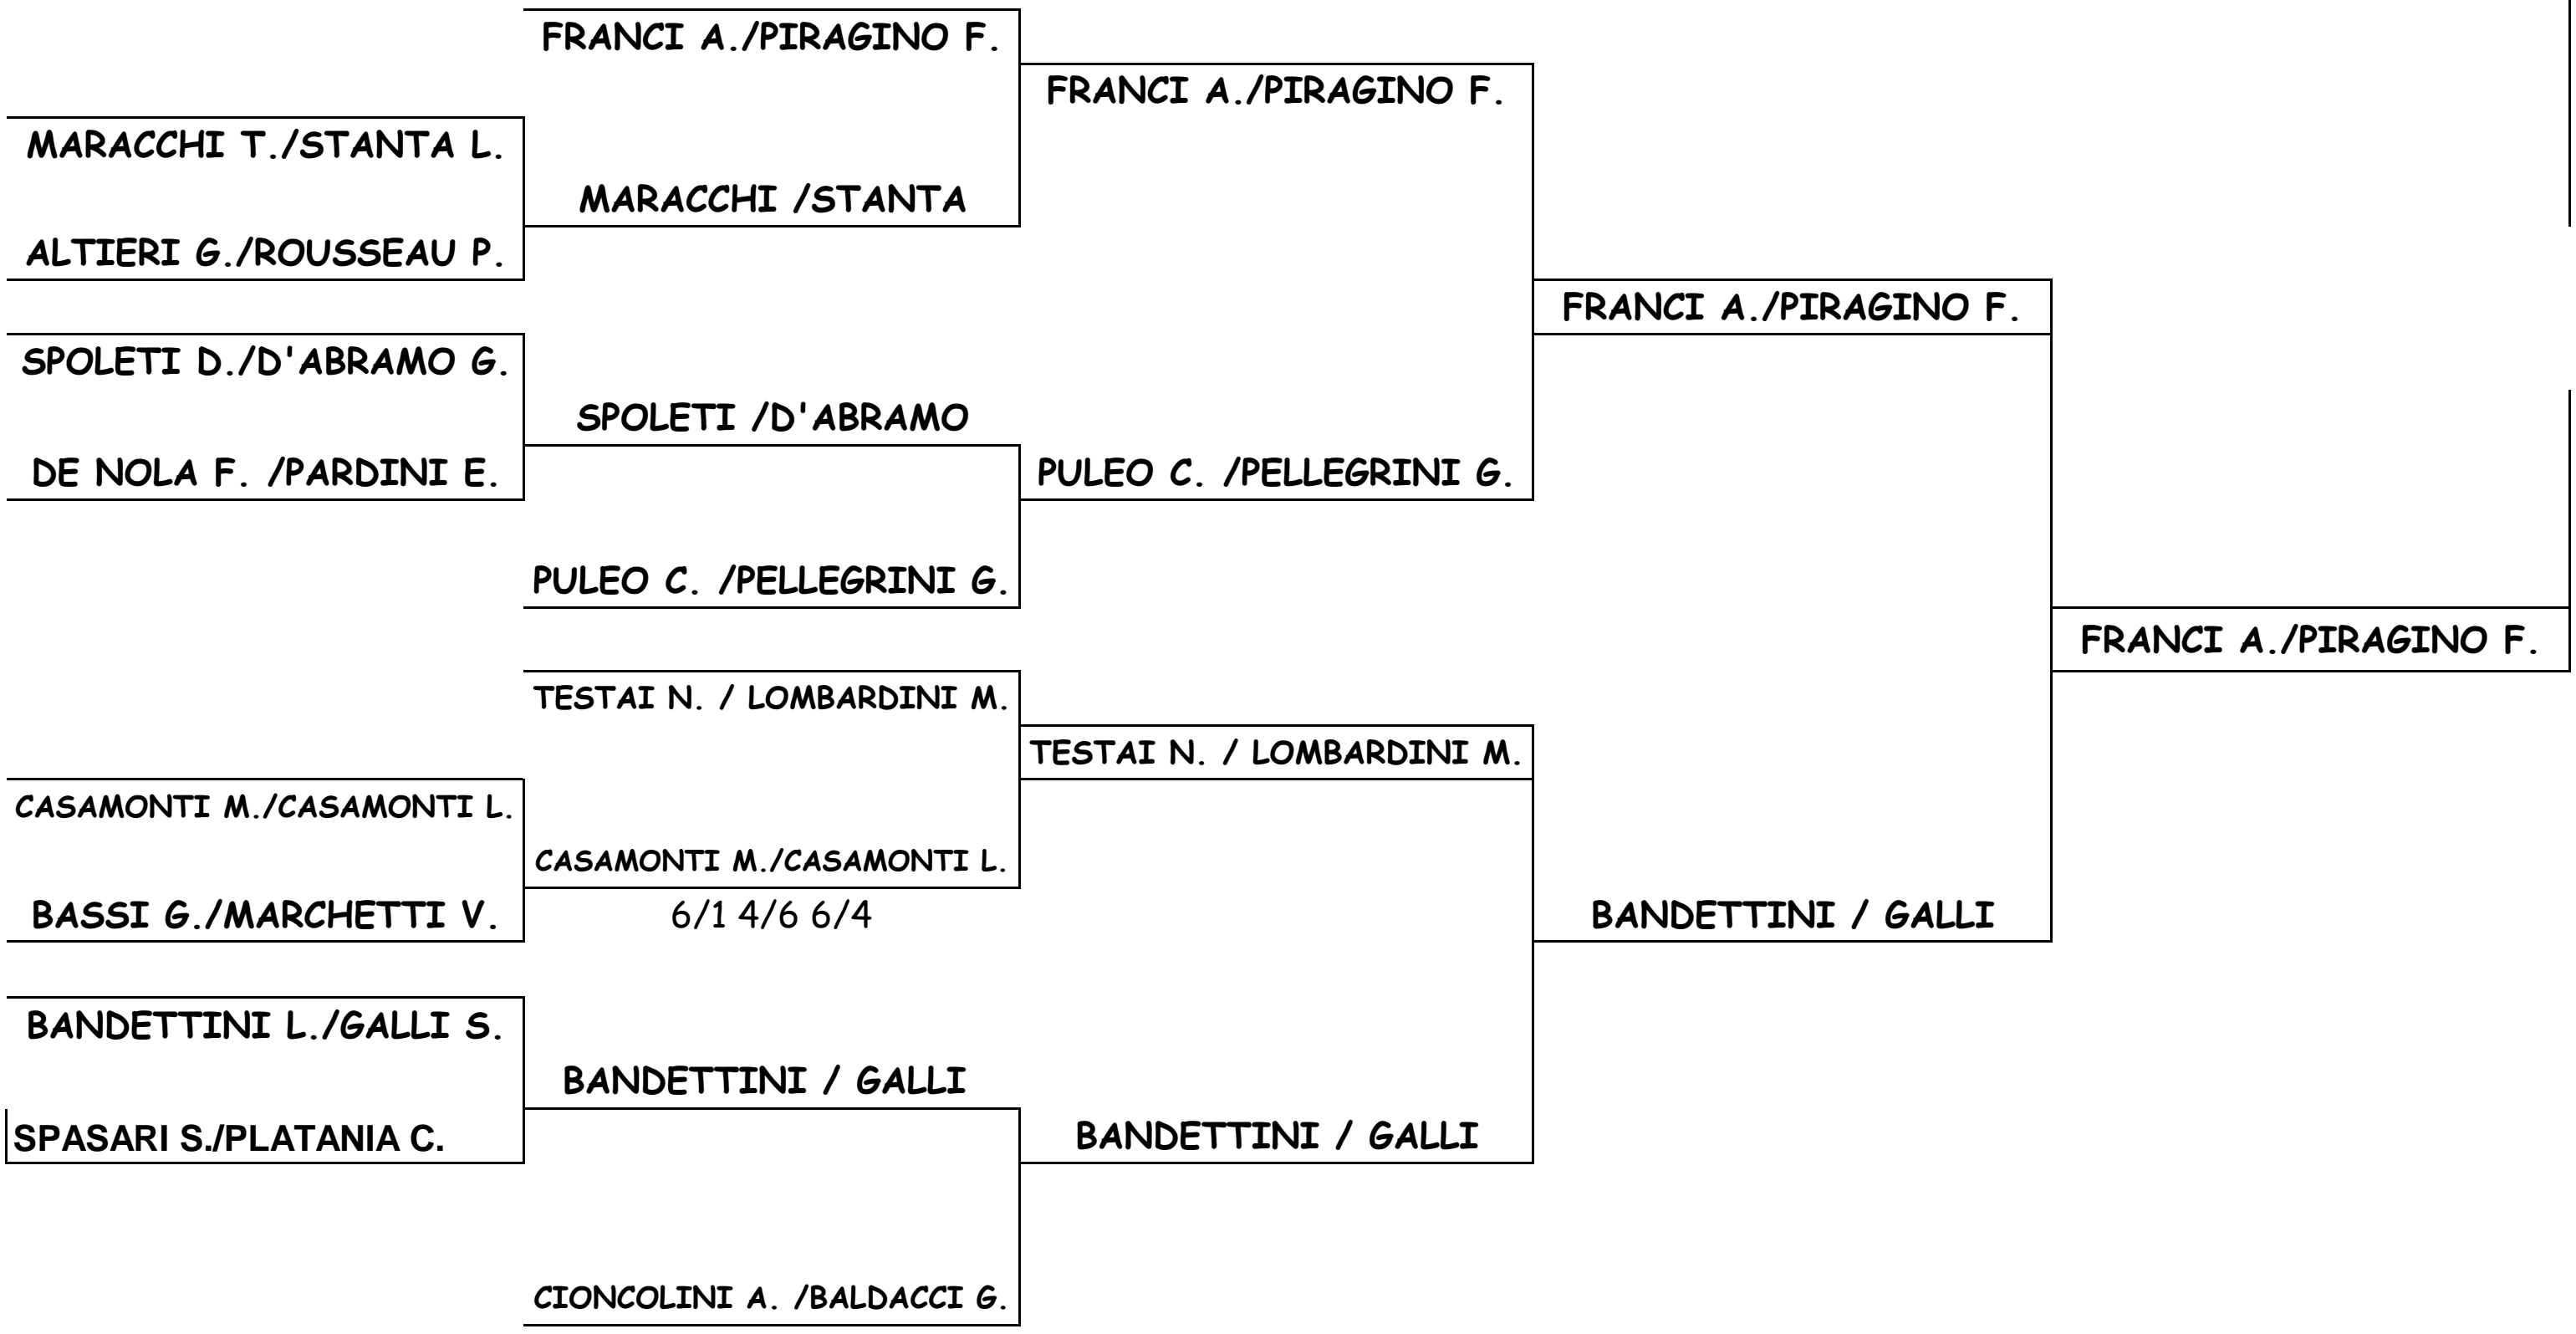 FRANCI A./PIRAGINO F.
FRANCI A./PIRAGINO F.
MARACCHI T./STANTA L.
MARACCHI /STANTA
ALTIERI G./ROUSSEAU P.
FRANCI A./PIRAGINO F.
SPOLETI D./D'ABRAMO G.
SPOLETI /D'ABRAMO
DE NOLA F. /PARDINI E.
PULEO C. /PELLEGRINI G.
PULEO C. /PELLEGRINI G.
FRANCI A./PIRAGINO F.
TESTAI N. / LOMBARDINI M.
TESTAI N. / LOMBARDINI M.
CASAMONTI M./CASAMONTI L.
CASAMONTI M./CASAMONTI L.
BASSI G./MARCHETTI V.
6/1 4/6 6/4
BANDETTINI / GALLI
BANDETTINI L./GALLI S.
BANDETTINI / GALLI
SPASARI S./PLATANIA C.
BANDETTINI / GALLI
CIONCOLINI A. /BALDACCI G.